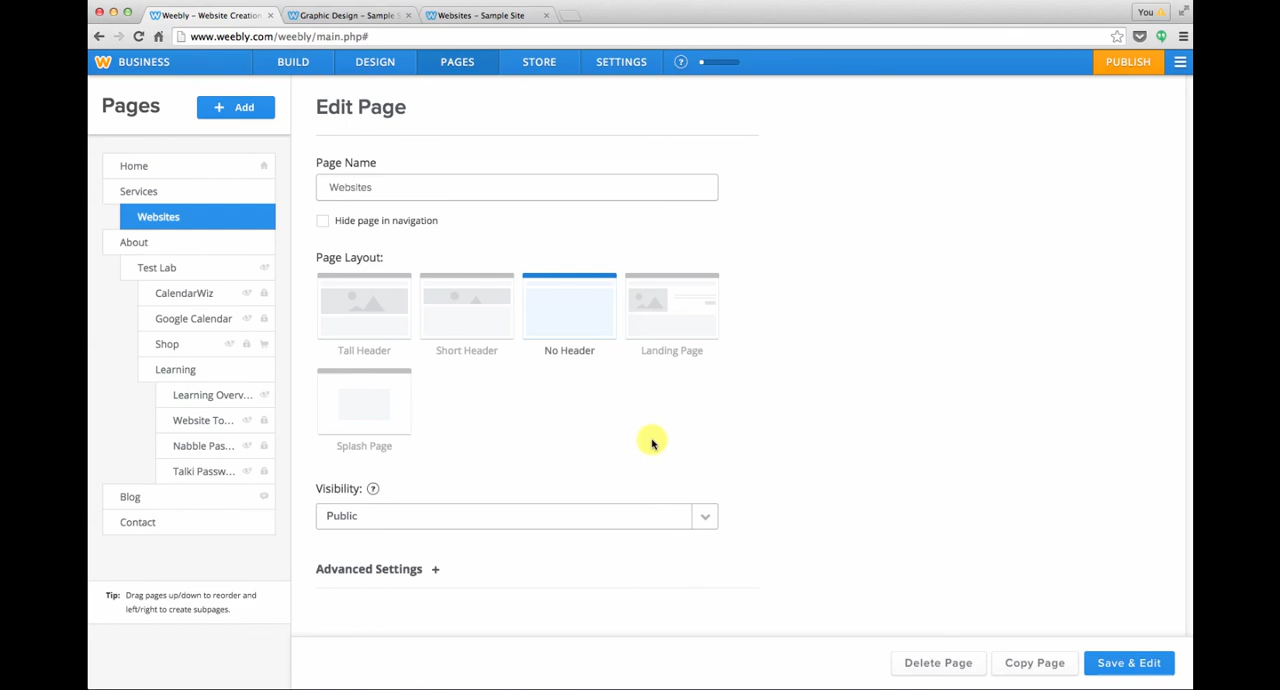 Weebly - Website Creation
Graphic Design - Sample S
Websites - Sample Site
You
www.weebly.com/weebly/main.php#
W BUSINESS BUILD DESIGN PAGES STORE SETTINGS ? PUBLISH
Pages
+ Add
Home
Services
Websites
About
Test Lab
CalendarWiz
Google Calendar
Shop
Learning
Learning Overv...
Website To...
Nabble Pas...
Talki Passw...
Blog
Contact
Tip: Drag pages up/down to reorder and
left/right to create subpages.
Edit Page
Page Name
Websites
Hide page in navigation
Page Layout:
Tall Header Short Header No Header Landing Page
Splash Page
Visibility: ?
Public
Advanced Settings +
Delete Page Copy Page Save & Edit